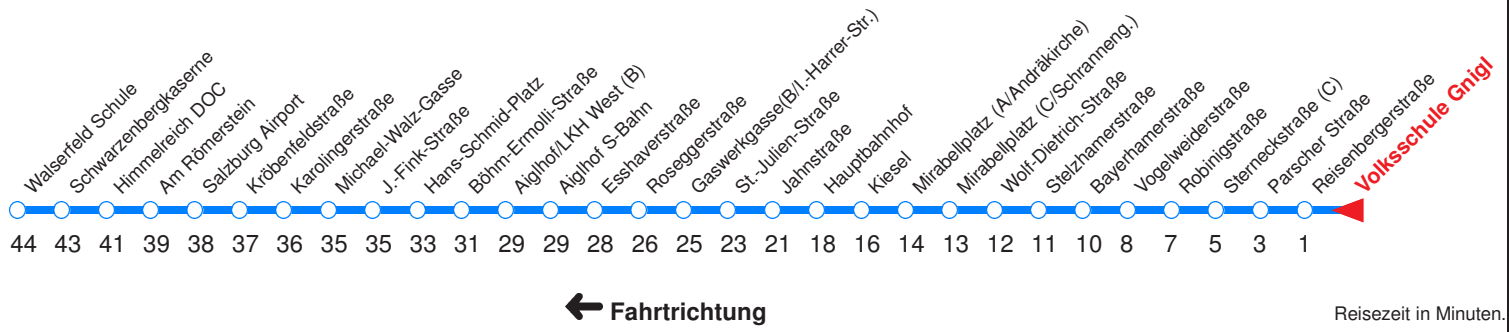 Walserfeld Schule
Schwarzenbergkaserne
Himmelreich DOC
Am Römerstein
Salzburg Airport
Kröbenfeldstraße
Karolingerstraße
Michael-Walz-Gasse
J.-Fink-Straße
Hans-Schmid-Platz
Böhm-Ermolli-Straße
Aiglhof/LKH West (B)
Aiglhof S-Bahn
Esshaverstraße
Roseggerstraße
Gaswerkgasse(B/I.-Harrer-Str.)
St.-Julien-Straße
Jahnstraße
Hauptbahnhof
Kiesel
Mirabellplatz (A/Andräkirche)
Mirabellplatz (C/Schranneng.)
Wolf-Dietrich-Straße
Stelzhamerstraße
Bayerhamerstraße
Vogelweiderstraße
Robinigstraße
Sterneckstraße (C)
Parscher Straße
Reisenbergerstraße
Volksschule Gnigl
44 43 41 39 38 37 36 35 35 33 31 29 29 28 26 25 23 21 18 16 14 13 12 11 10 8 7 5 3 1
Fahrtrichtung
Reisezeit in Minuten.